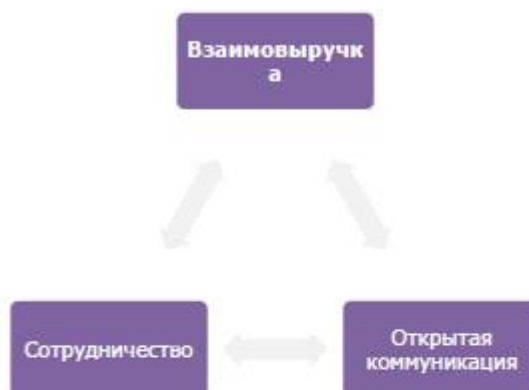 Взаимовыручк
а
Сотрудничество
Открытая
коммуникация